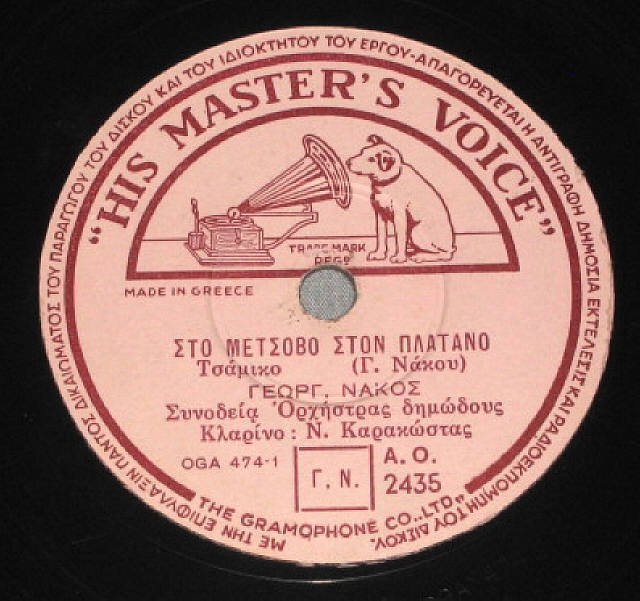 ΜΕ ΤΗΝ ΕΠΙΦΥΛΑΞΙΝ ΠΑΝΤΟΣ ΔΙΚΑΙΩΜΑΤΟΣ ΤΟΥ ΠΑΡΑΓΩΓΟΥ ΤΟΥ ΔΙΣΚΟΥ ΚΑΙ ΤΟΥ ΙΔΙΟΚΤΗΤΟΥ ΤΟΥ ΕΡΓΟΥ-ΑΠΑΓΟΡΕΥΕΤΑΙ Η ΑΝΤΙΓΡΑΦΗ ΔΗΜΟΣΙΑ ΕΚΤΕΛΕΣΙΣ ΚΑΙ ΡΑΔΙΟΕΚΠΟΜΠΗ ΤΟΥ ΔΙΣΚΟΥ.
"HIS MASTER'S VOICE"
TRADE MARK
REGD
MADE IN GREECE
ΣΤΟ ΜΕΤΣΟΒΟ ΣΤΟΝ ΠΛΑΤΑΝΟ
Τσάμικο (Γ. Νάκου)
ΓΕΩΡΓ. ΝΑΚΟΣ
Συνοδεία Ὀρχήστρας δημώδους
Κλαρίνο : Ν. Καρακώστας
OGA 474-1
Γ. Ν.
A. O.
2435
THE GRAMOPHONE CO., LTD.